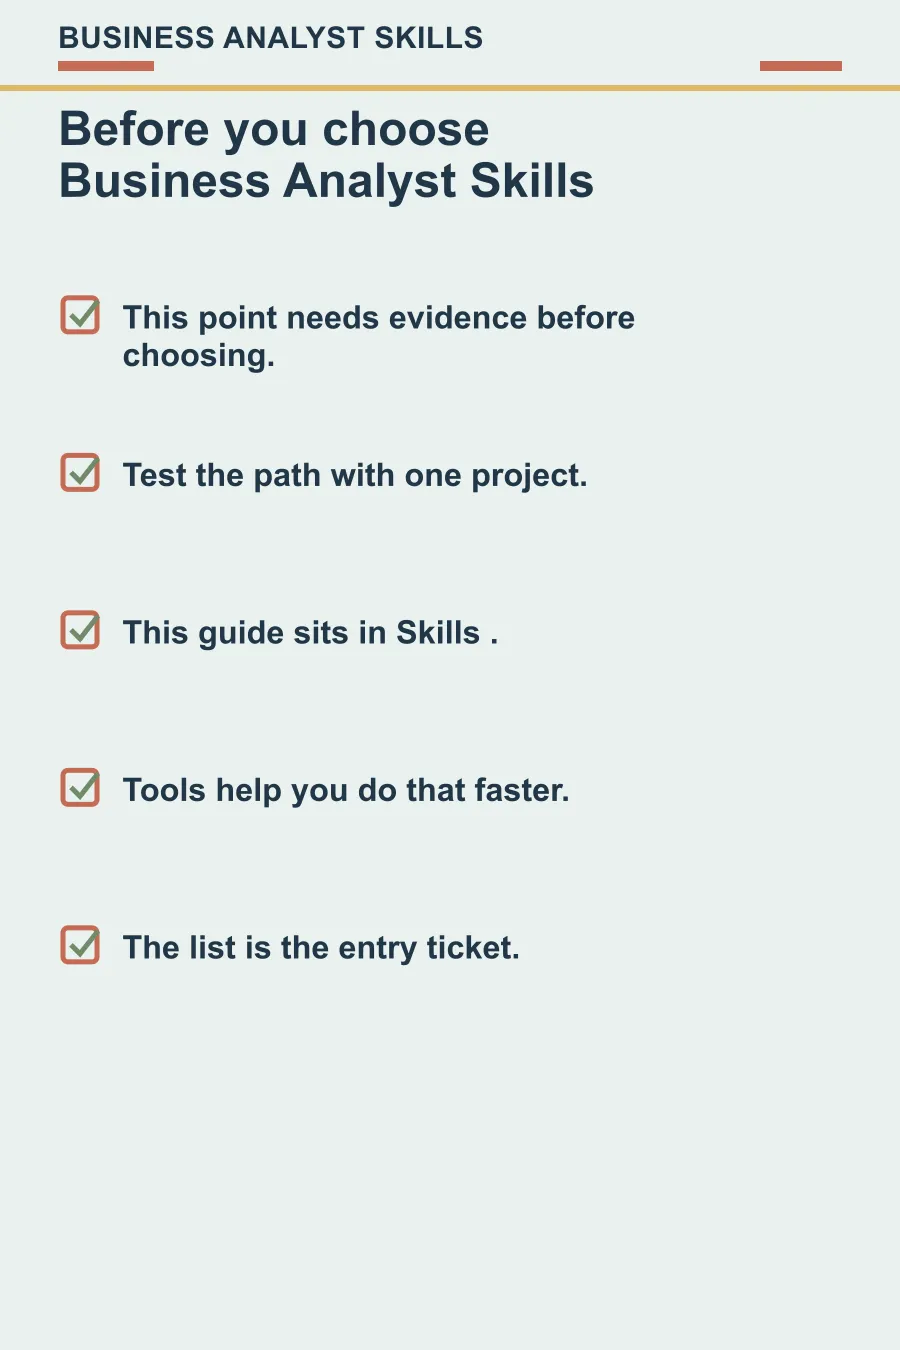 BUSINESS ANALYST SKILLS
Before you choose
Business Analyst Skills
This point needs evidence before
choosing.
Test the path with one project.
This guide sits in Skills .
Tools help you do that faster.
The list is the entry ticket.